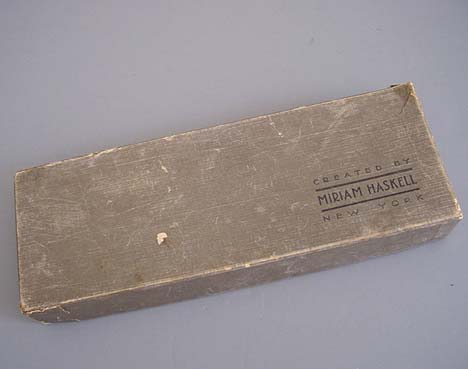 CREATED BY
MIRIAM HASKELL
NEW YORK